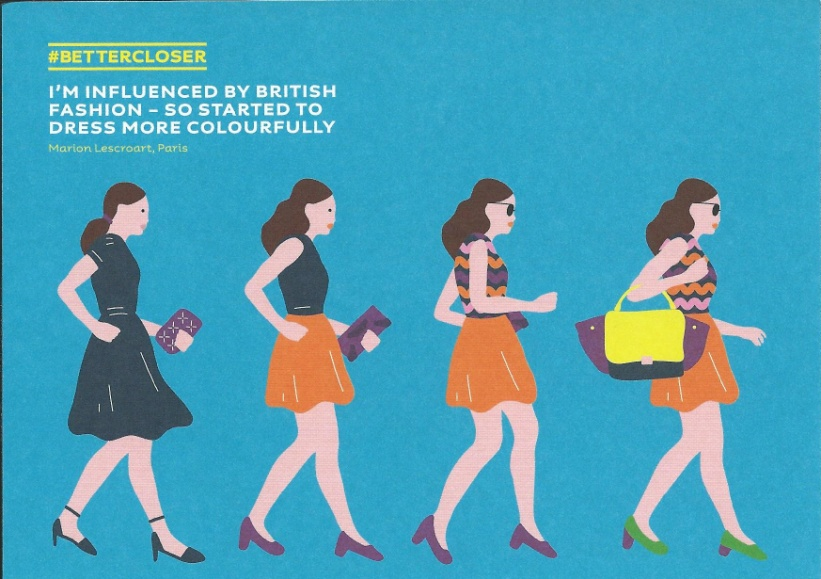 #BETTERCLOSER
I'M INFLUENCED BY BRITISH
FASHION – SO STARTED TO
DRESS MORE COLOURFULLY
Marion Lescroart, Paris